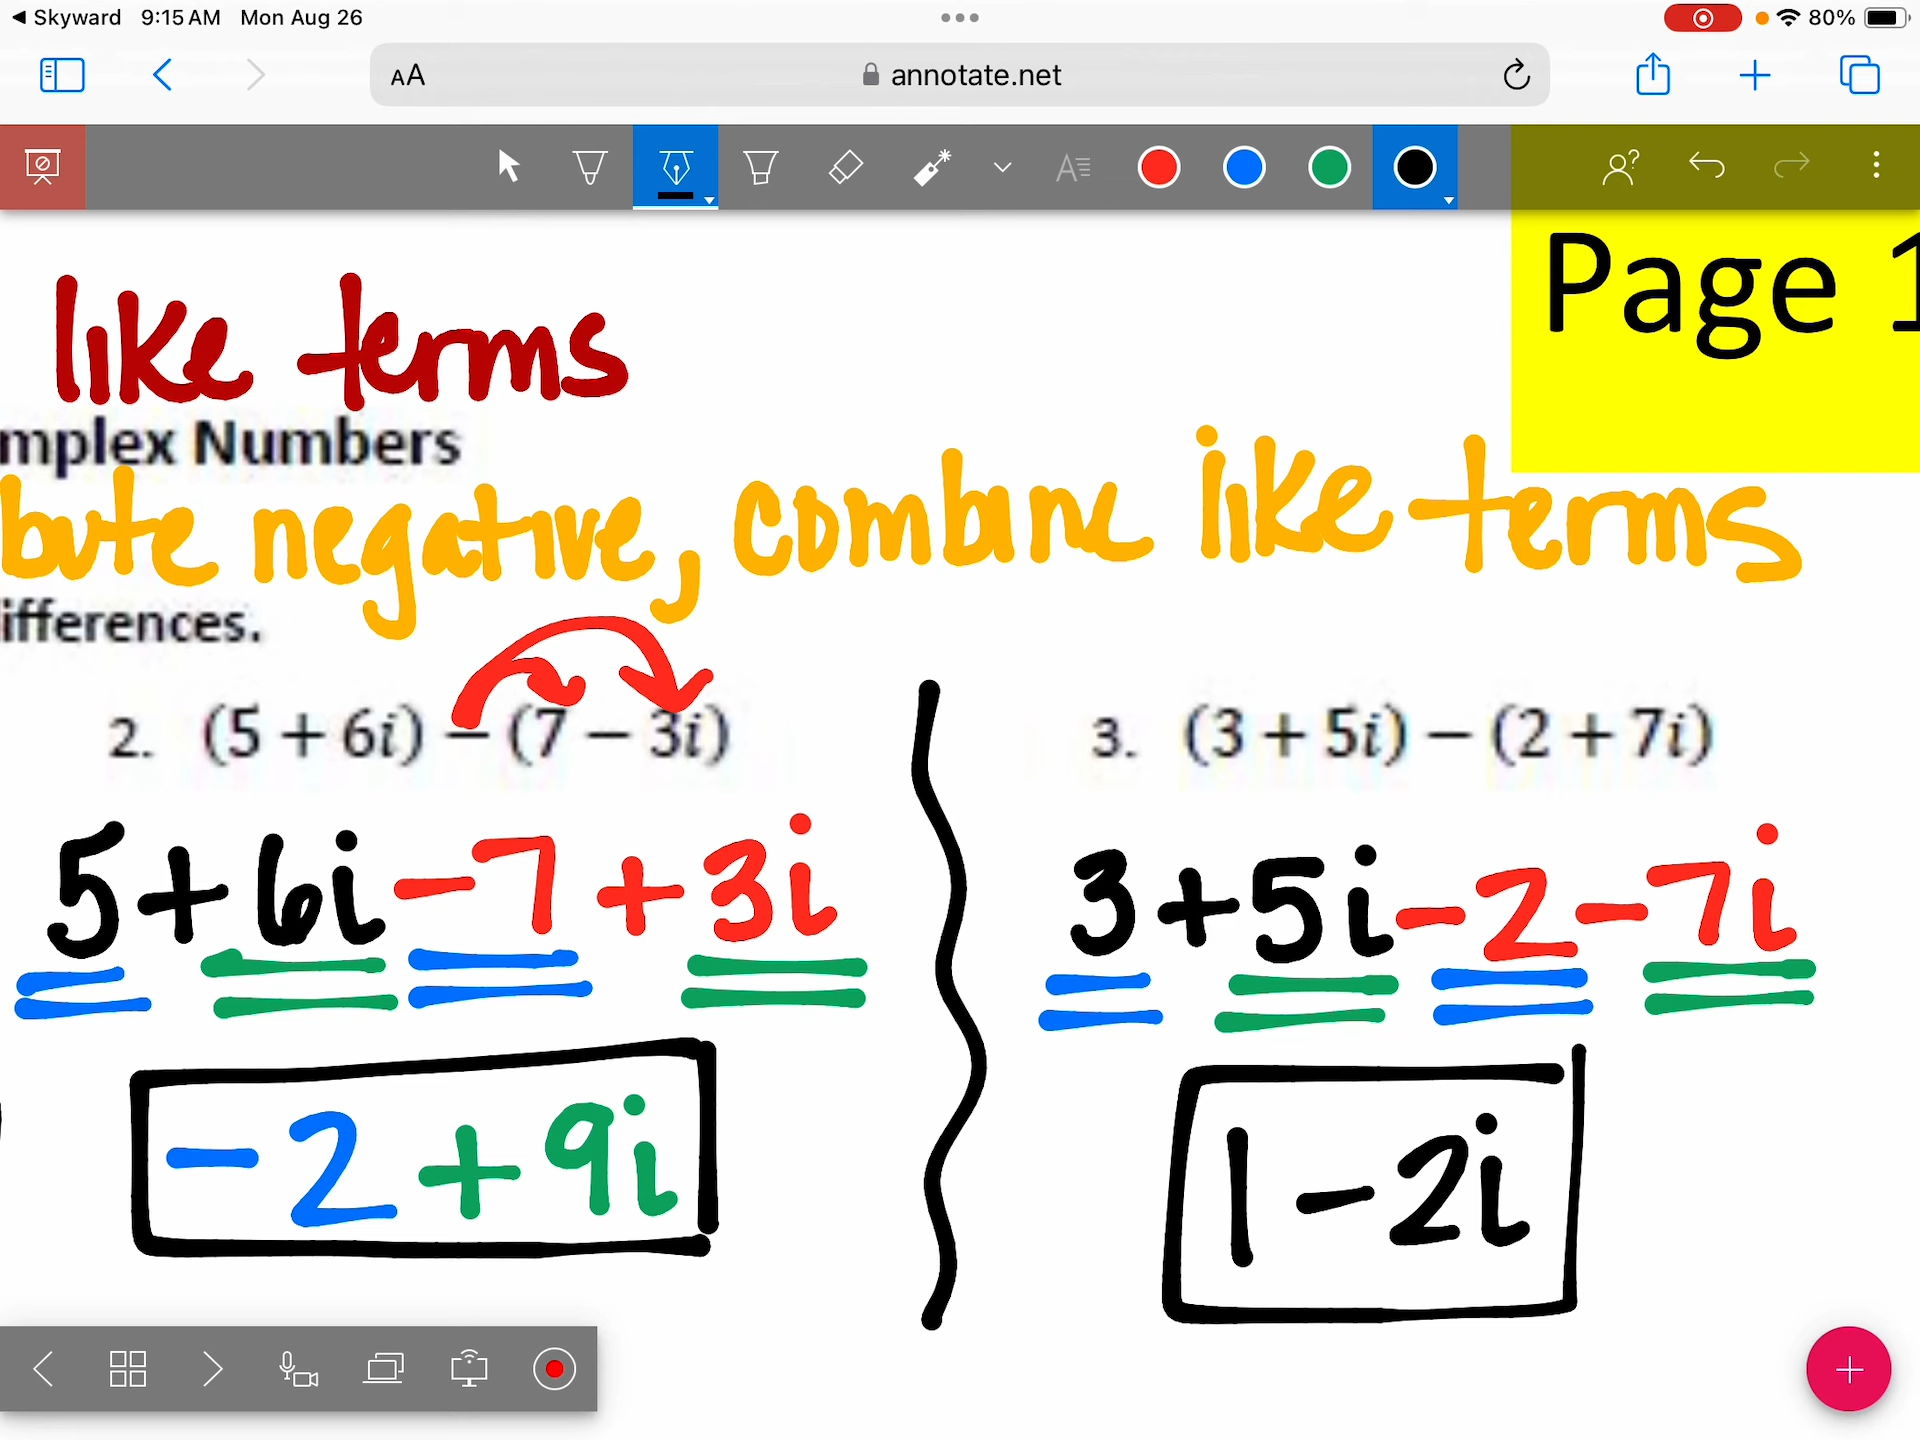 Skyward 9:15 AM Mon Aug 26 80%
AA annotate.net
Page 1
like terms
mplex Numbers
bute negative, combine like terms
ifferences.
2. (5 + 6i) − (7 − 3i)
5+6i-7+3i
-2+9i
3. (3 + 5i) − (2 + 7i)
3+5i-2-7i
1-2i